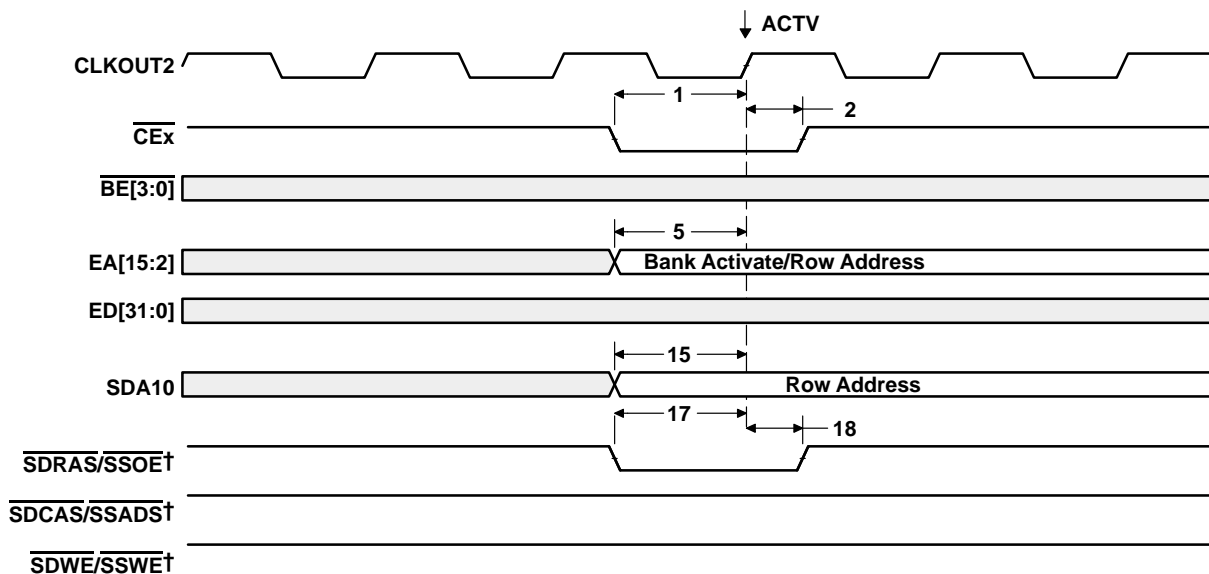 ACTV
CLKOUT2
1
2
CEx
BE[3:0]
5
EA[15:2]
Bank Activate/Row Address
ED[31:0]
15
SDA10
Row Address
17
18
SDRAS/SSOE†
SDCAS/SSADS†
SDWE/SSWE†